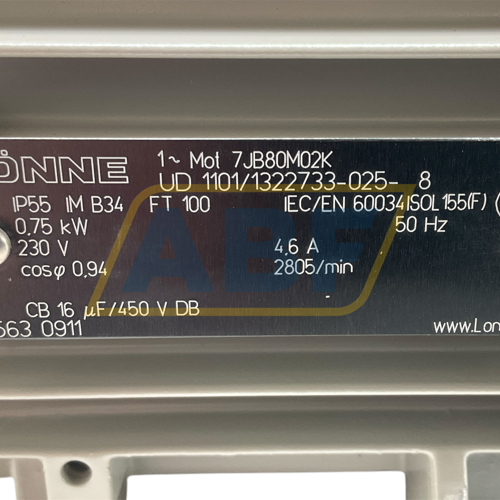 ÖNNE
1~ Mot 7JB80M02K
UD 1101/1322733-025- 8
IP55 IM B34 FT 100 IEC/EN 60034 ISOL 155(F) (
0,75 kW 50 Hz
230 V 4,6 A
cosφ 0,94 2805/min
CB 16 µF/450 V DB
563 0911 www.Lon
ABF